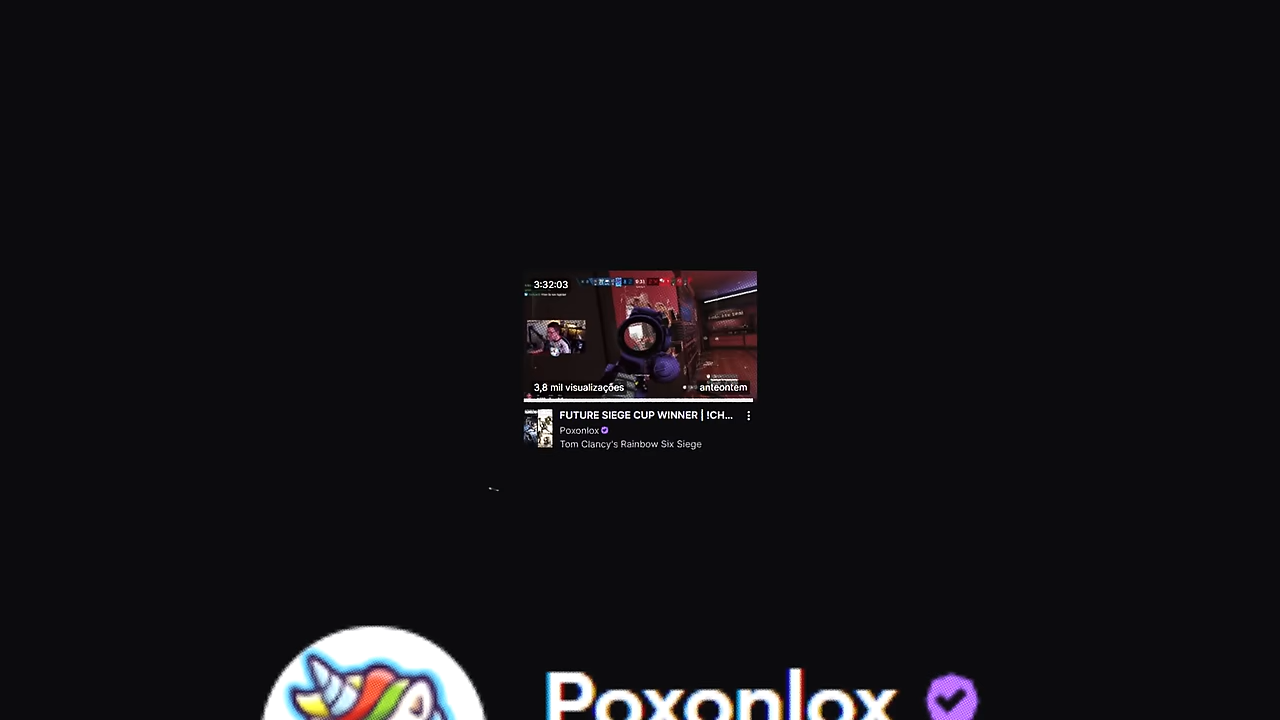 3:32:03
3,8 mil visualizações
anteontem
FUTURE SIEGE CUP WINNER | !CH...
Poxonlox
Tom Clancy's Rainbow Six Siege
Poxonlox